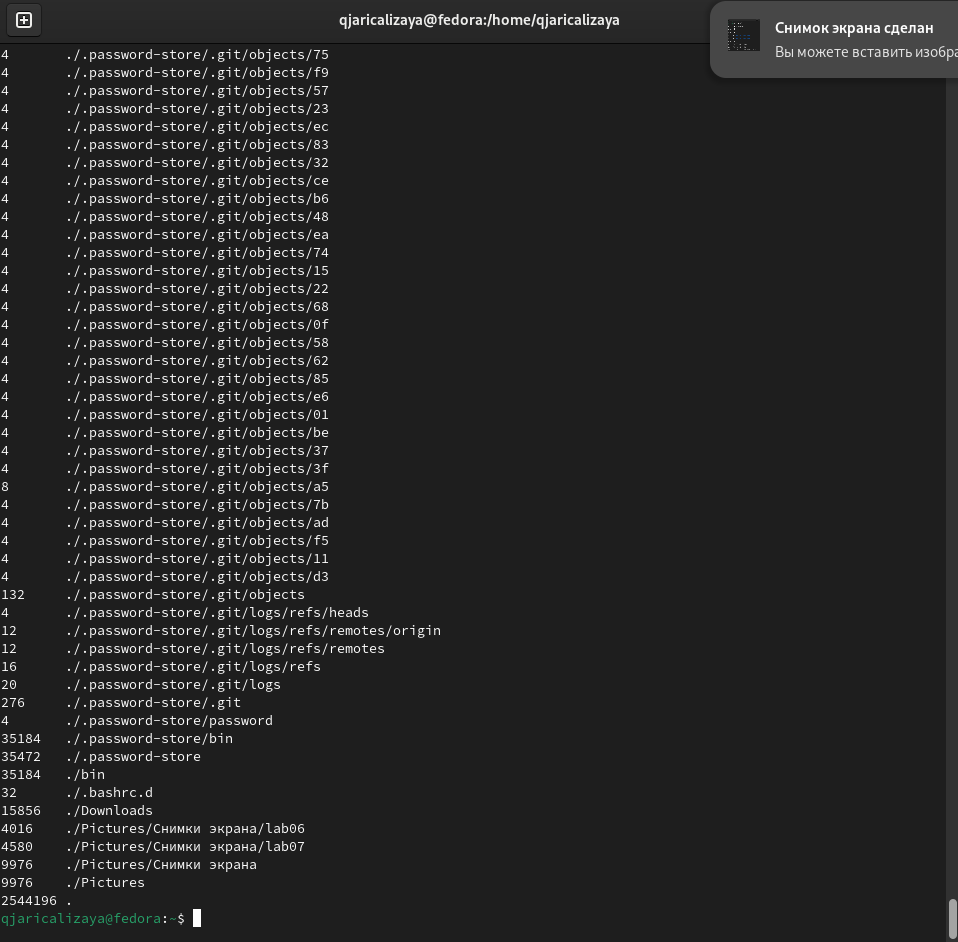 qjaricalizaya@fedora:/home/qjaricalizaya
Снимок экрана сделан
Вы можете вставить
4 ./.password-store/.git/objects/75
4 ./.password-store/.git/objects/f9
4 ./.password-store/.git/objects/57
4 ./.password-store/.git/objects/23
4 ./.password-store/.git/objects/ec
4 ./.password-store/.git/objects/83
4 ./.password-store/.git/objects/32
4 ./.password-store/.git/objects/ce
4 ./.password-store/.git/objects/b6
4 ./.password-store/.git/objects/48
4 ./.password-store/.git/objects/ea
4 ./.password-store/.git/objects/74
4 ./.password-store/.git/objects/15
4 ./.password-store/.git/objects/22
4 ./.password-store/.git/objects/68
4 ./.password-store/.git/objects/0f
4 ./.password-store/.git/objects/58
4 ./.password-store/.git/objects/62
4 ./.password-store/.git/objects/85
4 ./.password-store/.git/objects/e6
4 ./.password-store/.git/objects/01
4 ./.password-store/.git/objects/be
4 ./.password-store/.git/objects/37
4 ./.password-store/.git/objects/3f
8 ./.password-store/.git/objects/a5
4 ./.password-store/.git/objects/7b
4 ./.password-store/.git/objects/ad
4 ./.password-store/.git/objects/f5
4 ./.password-store/.git/objects/11
4 ./.password-store/.git/objects/d3
132 ./.password-store/.git/objects
4 ./.password-store/.git/logs/refs/heads
12 ./.password-store/.git/logs/refs/remotes/origin
12 ./.password-store/.git/logs/refs/remotes
16 ./.password-store/.git/logs/refs
20 ./.password-store/.git/logs
276 ./.password-store/.git
4 ./.password-store/password
35184 ./.password-store/bin
35472 ./.password-store
35184 ./bin
32 ./.bashrc.d
15856 ./Downloads
4016 ./Pictures/Снимки экрана/lab06
4580 ./Pictures/Снимки экрана/lab07
9976 ./Pictures/Снимки экрана
9976 ./Pictures
2544196 .
qjaricalizaya@fedora:~$